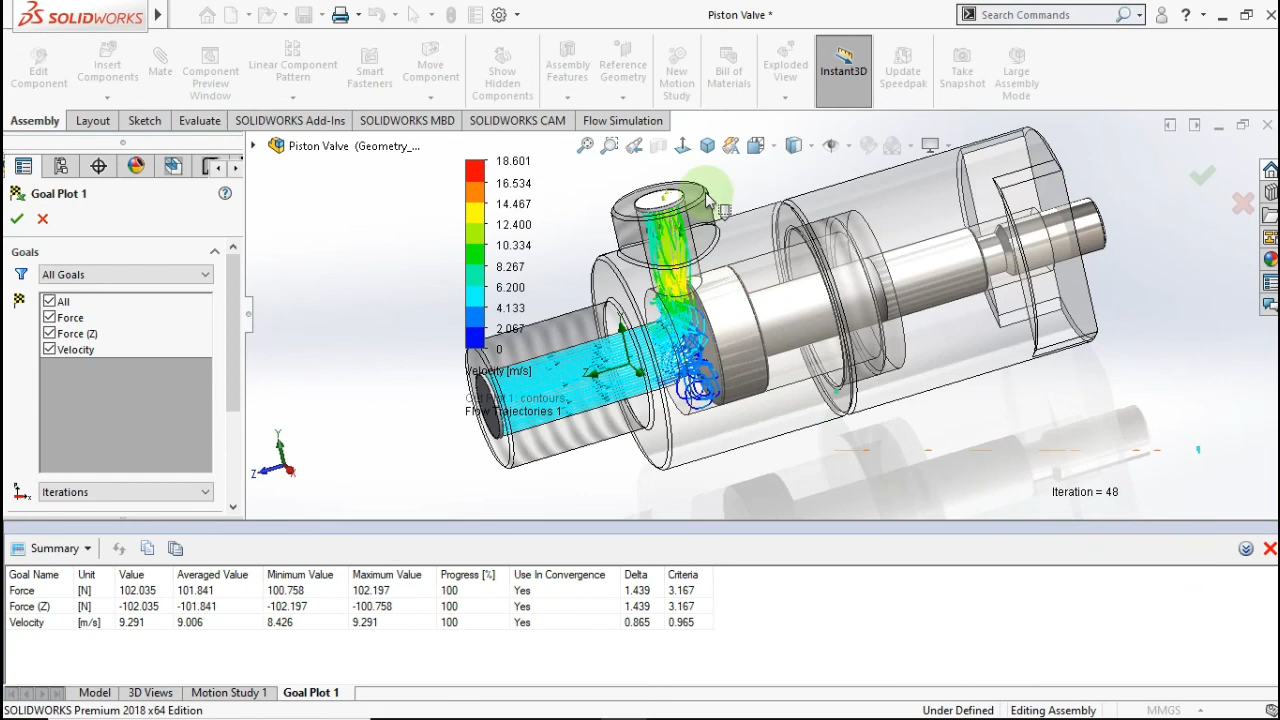 SOLIDWORKS
Piston Valve *
Search Commands
?
Edit Component
Insert Components
Mate
Component Preview Window
Linear Component Pattern
Smart Fasteners
Move Component
Show Hidden Components
Assembly Features
Reference Geometry
New Motion Study
Bill of Materials
Exploded View
Instant3D
Update Speedpak
Take Snapshot
Large Assembly Mode
Assembly Layout Sketch Evaluate SOLIDWORKS Add-Ins SOLIDWORKS MBD SOLIDWORKS CAM Flow Simulation
Piston Valve (Geometry_...
Goal Plot 1
?
Goals
All Goals
All
Force
Force (Z)
Velocity
Iterations
18.601
16.534
14.467
12.400
10.334
8.267
6.200
4.133
2.067
0
Velocity [m/s]
Cut Plot 1: contours
Flow Trajectories 1
Z
Y
Z
X
Iteration = 48
Summary
Goal Name Unit Value Averaged Value Minimum Value Maximum Value Progress [%] Use In Convergence Delta Criteria
Force [N] 102.035 101.841 100.758 102.197 100 Yes 1.439 3.167
Force (Z) [N] -102.035 -101.841 -102.197 -100.758 100 Yes 1.439 3.167
Velocity [m/s] 9.291 9.006 8.426 9.291 100 Yes 0.865 0.965
Model 3D Views Motion Study 1 Goal Plot 1
SOLIDWORKS Premium 2018 x64 Edition
Under Defined Editing Assembly MMGS